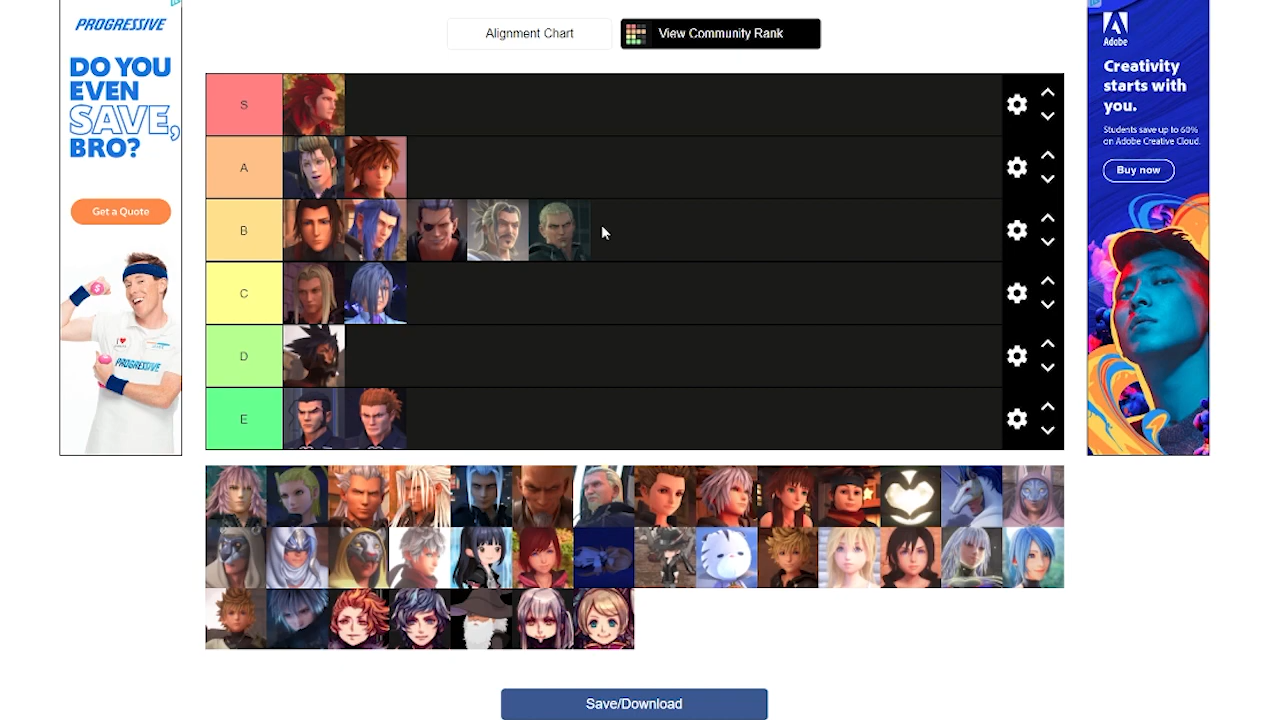 PROGRESSIVE
DO YOU
EVEN
SAVE,
BRO?
Get a Quote
I
PROGRESSIVE
Alignment Chart
View Community Rank
S
A
B
C
D
E
Save/Download
Adobe
Creativity
starts with
you.
Students save up to 60%
on Adobe Creative Cloud.
Buy now